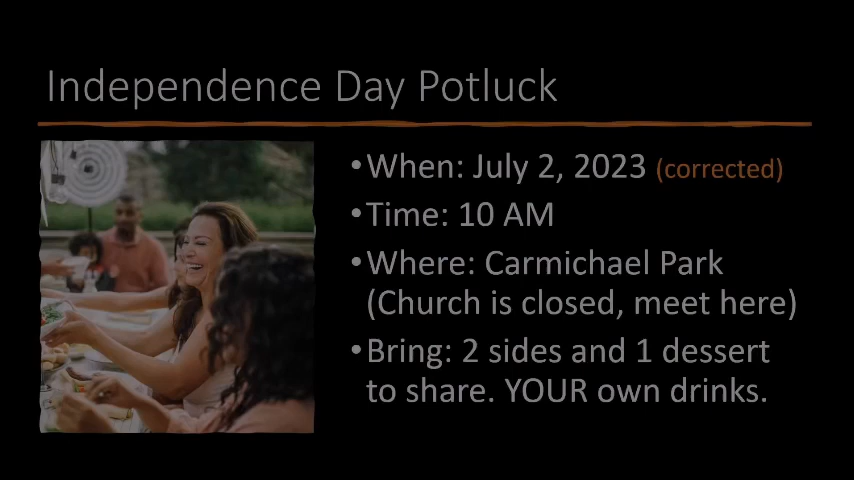 Independence Day Potluck
•When: July 2, 2023 (corrected)
•Time: 10 AM
•Where: Carmichael Park
(Church is closed, meet here)
•Bring: 2 sides and 1 dessert
to share. YOUR own drinks.